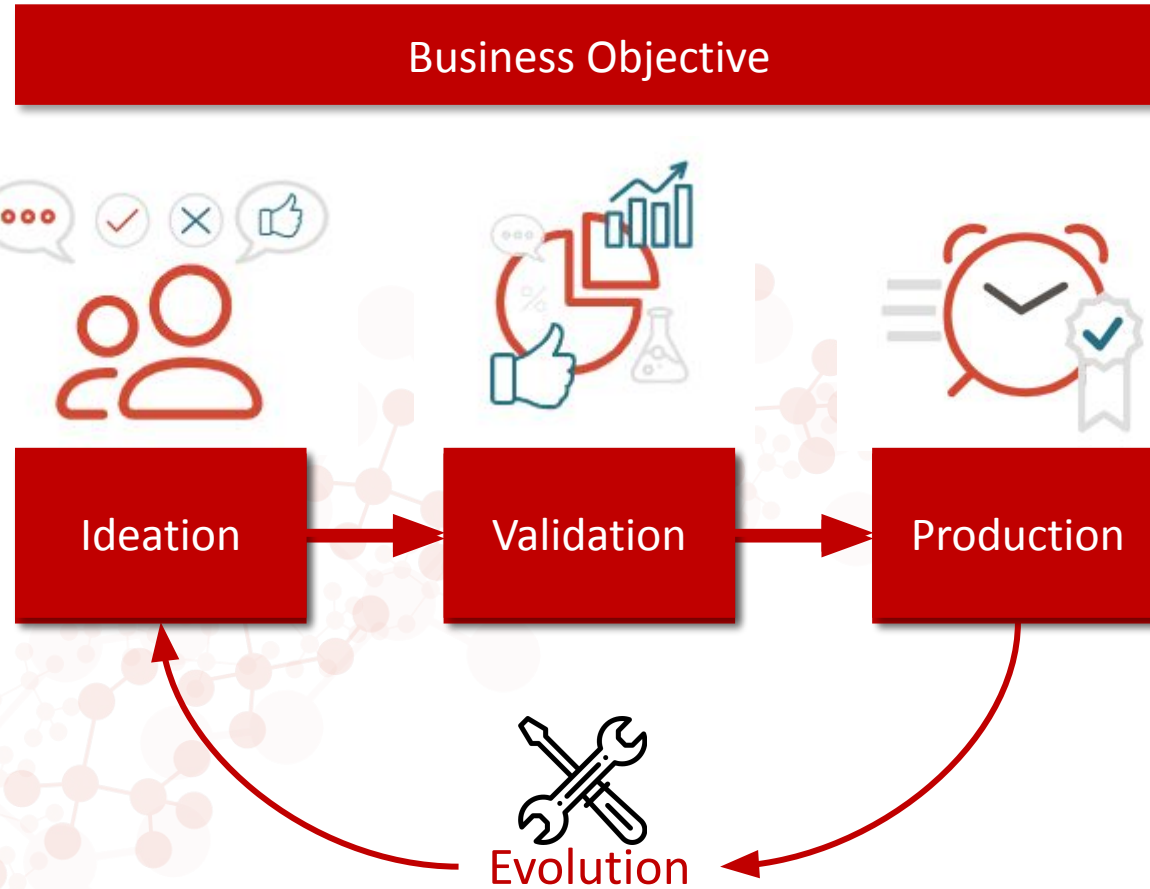 Business Objective
Ideation
Validation
Production
Evolution